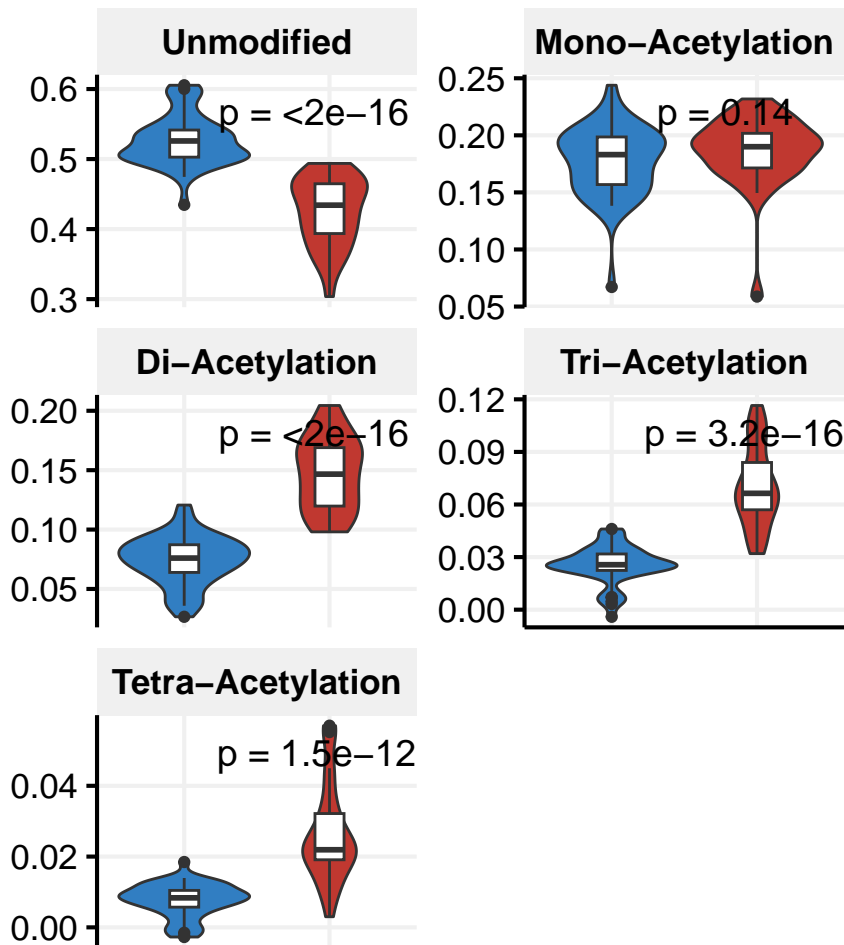 Unmodified
0.6
0.5
0.4
0.3
p = <2e−16
Mono−Acetylation
0.25
0.20
0.15
0.10
0.05
p = 0.14
Di−Acetylation
0.20
0.15
0.10
0.05
p = <2e−16
Tri−Acetylation
0.12
0.09
0.06
0.03
0.00
p = 3.2e−16
Tetra−Acetylation
0.04
0.02
0.00
p = 1.5e−12